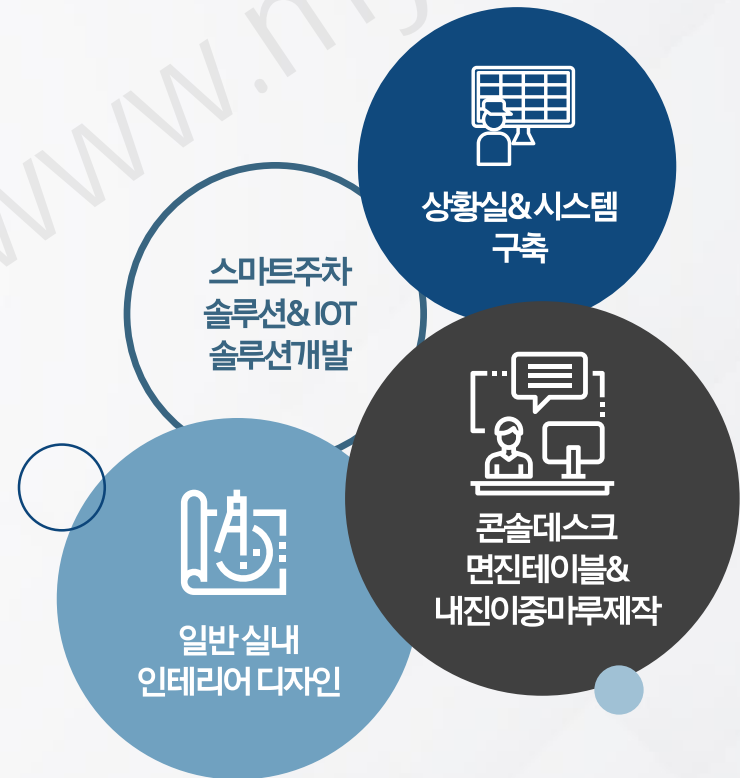 www.my
상황실&시스템
구축
스마트주차
솔루션& IOT
솔루션개발
콘솔데스크
면진테이블&
내진이중마루제작
일반 실내
인테리어 디자인